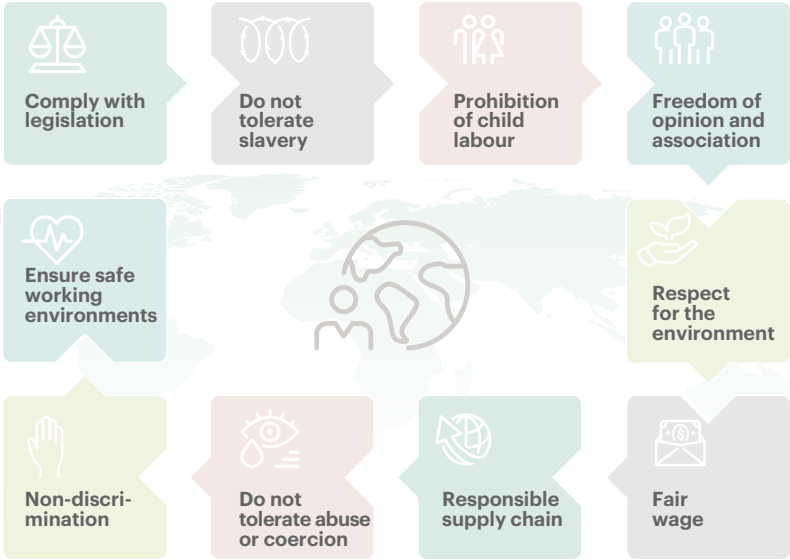 Comply with
legislation
Do not
tolerate
slavery
Prohibition
of child
labour
Freedom of
opinion and
association
Respect
for the
environment
Fair
wage
Responsible
supply chain
Do not
tolerate abuse
or coercion
Non-discri-
mination
Ensure safe
working
environments